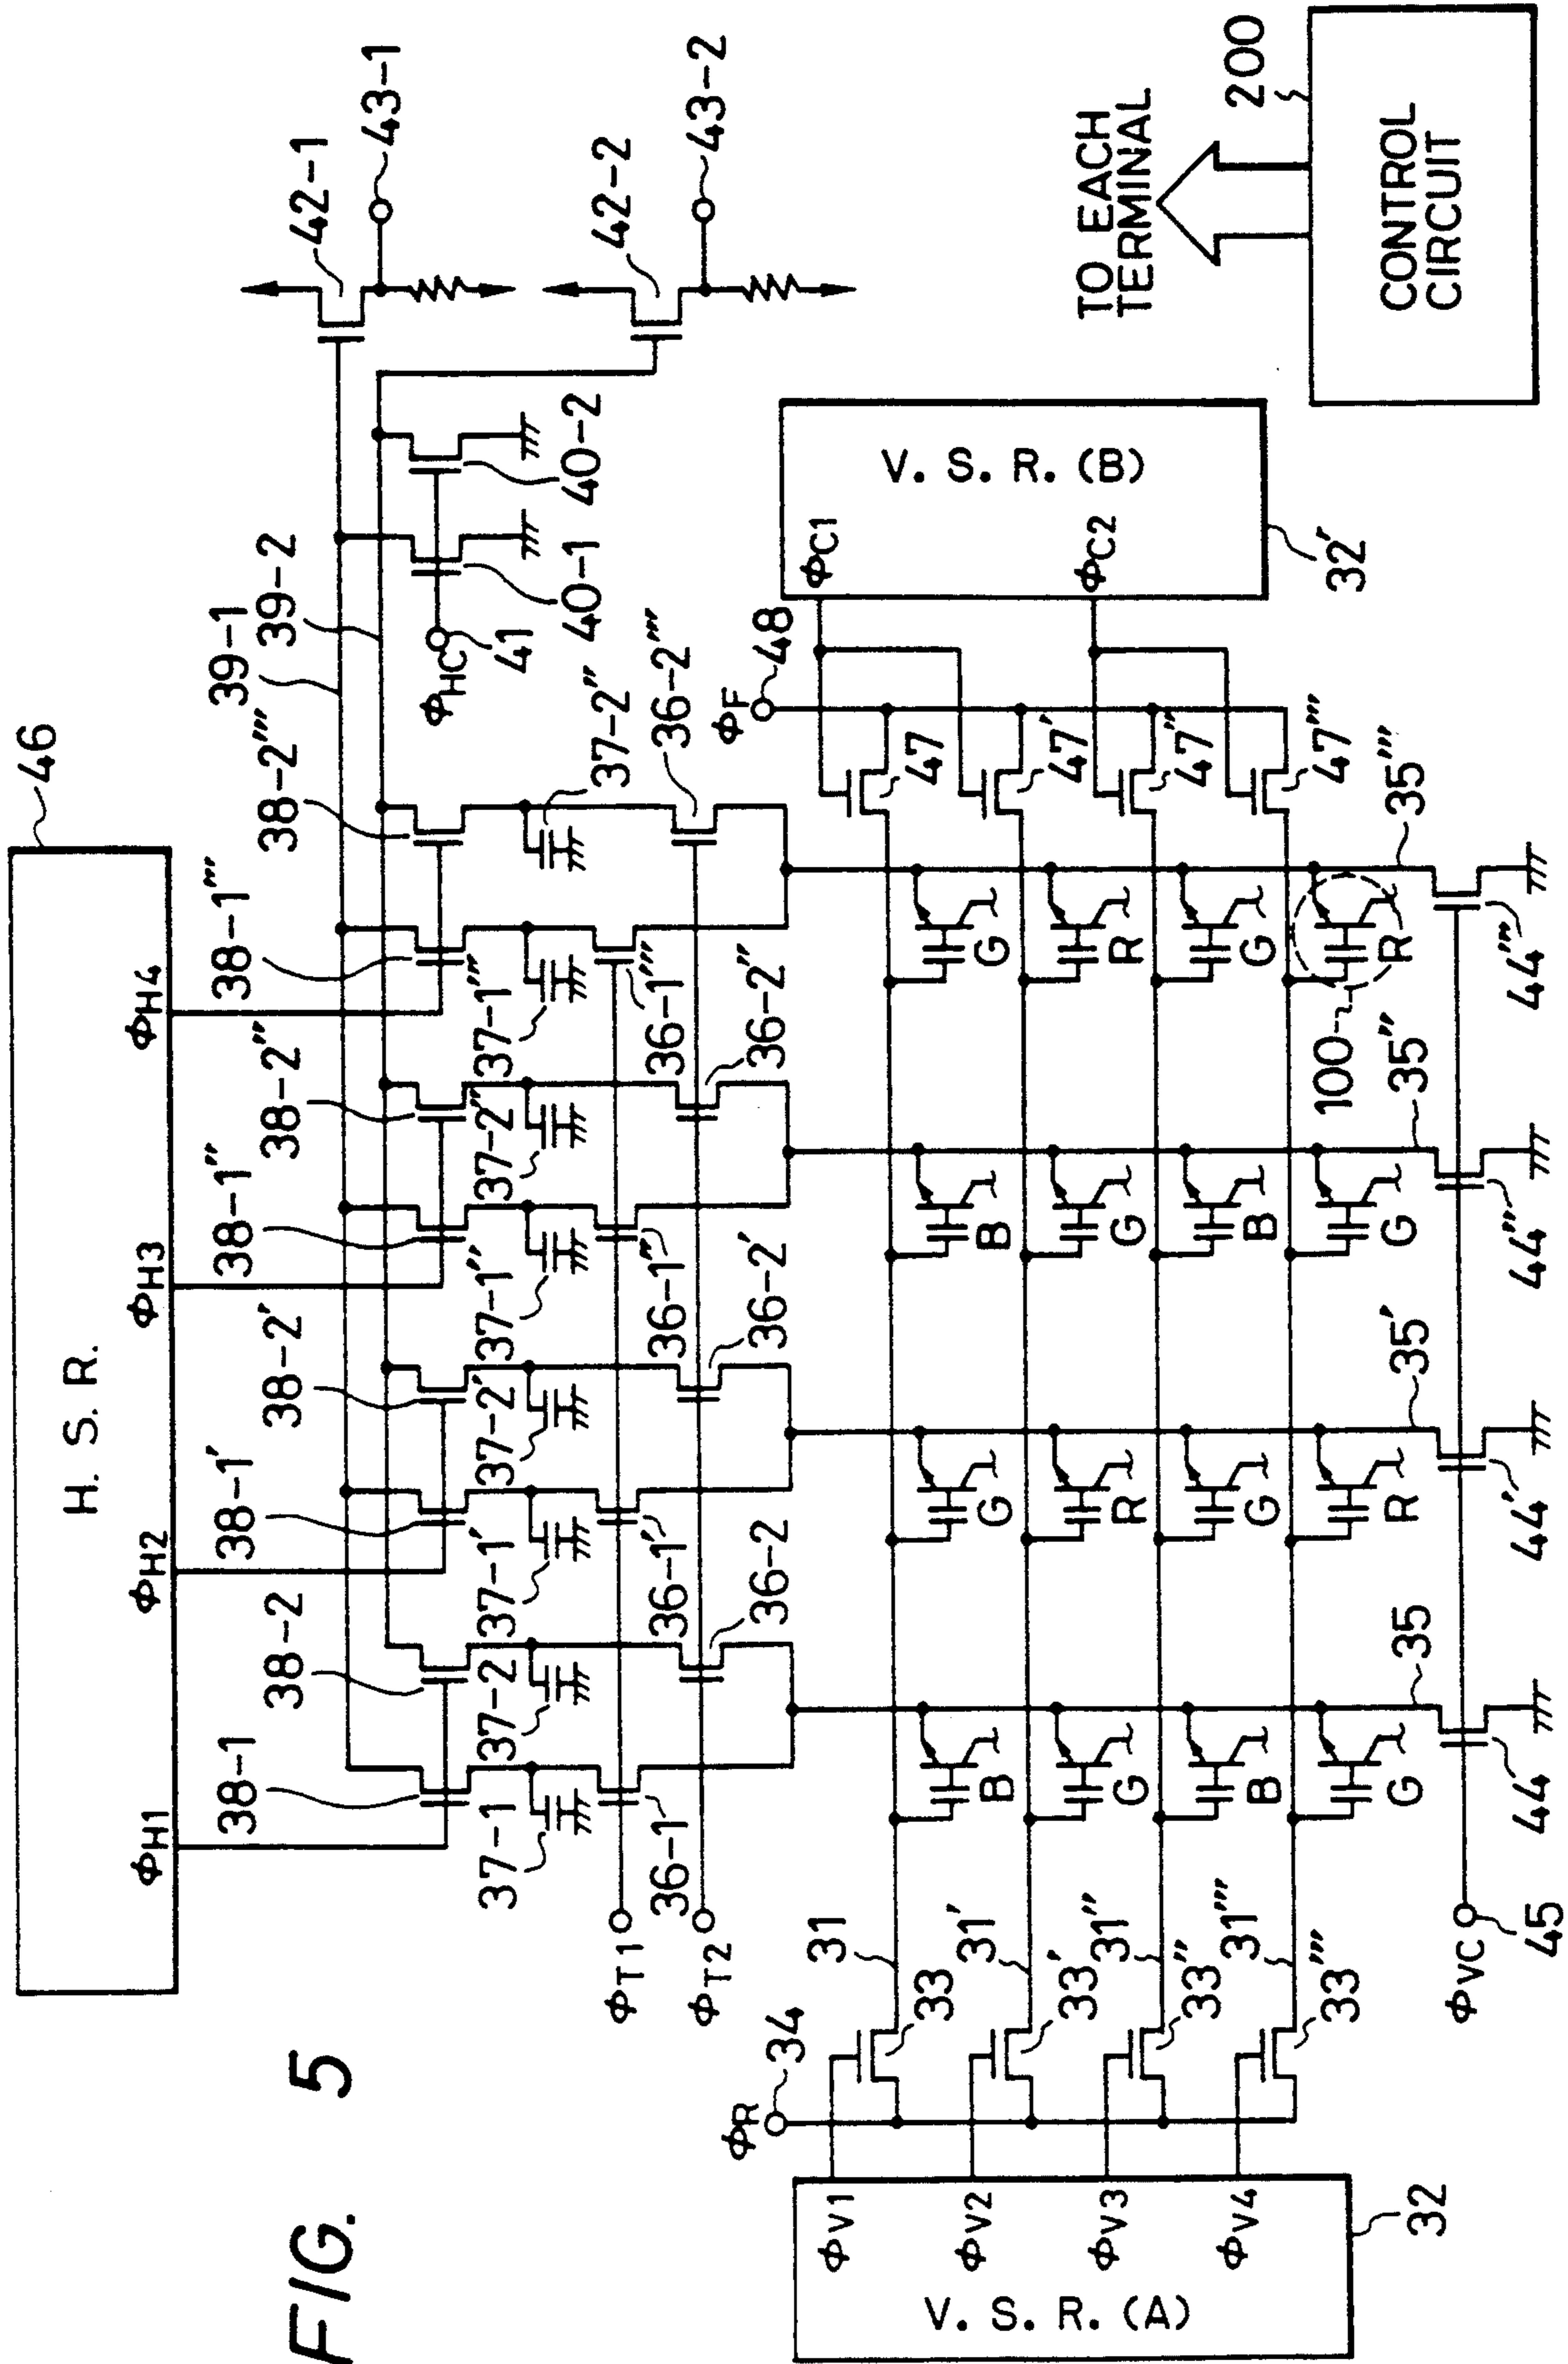 FIG. 5
H. S. R.
46
ΦH1
ΦH2
ΦH3
ΦH4
38-1
38-2
38-1′
38-2′
38-1″
38-2″
38-1‴
38-2‴
39-1
39-2
42-1
43-1
42-2
43-2
ΦHC
41
40-1
40-2
37-1
37-2
37-1′
37-2′
37-1″
37-2″
37-1‴
37-2‴
36-1
36-2
36-1′
36-2′
36-1″
36-2″
36-1‴
36-2‴
ΦT1
ΦT2
ΦR
34
ΦF
48
V. S. R. (A)
ΦV1
ΦV2
ΦV3
ΦV4
32
33
33′
33″
33‴
31
31′
31″
31‴
B G B G
G R G R
B G B G
G R G R
100
47
47′
47″
47‴
V. S. R. (B)
ΦC1
ΦC2
32′
35
35′
35″
35‴
ΦVC
45
44
44′
44″
44‴
TO EACH
TERMINAL
200
CONTROL
CIRCUIT